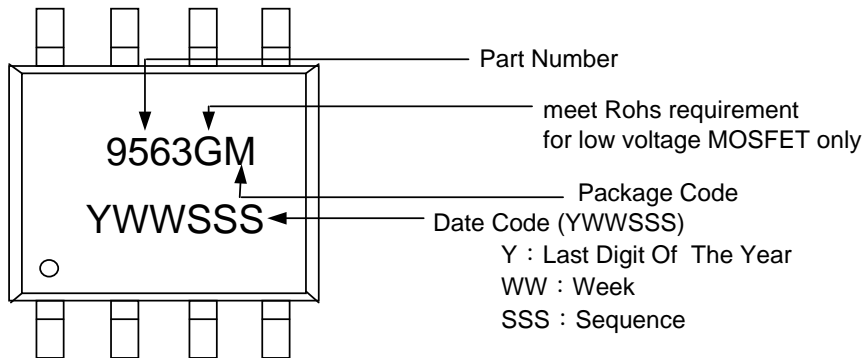 Part Number
meet Rohs requirement
for low voltage MOSFET only
9563GM
Package Code
YWWSSS
Date Code (YWWSSS)
Y：Last Digit Of The Year
WW：Week
SSS：Sequence